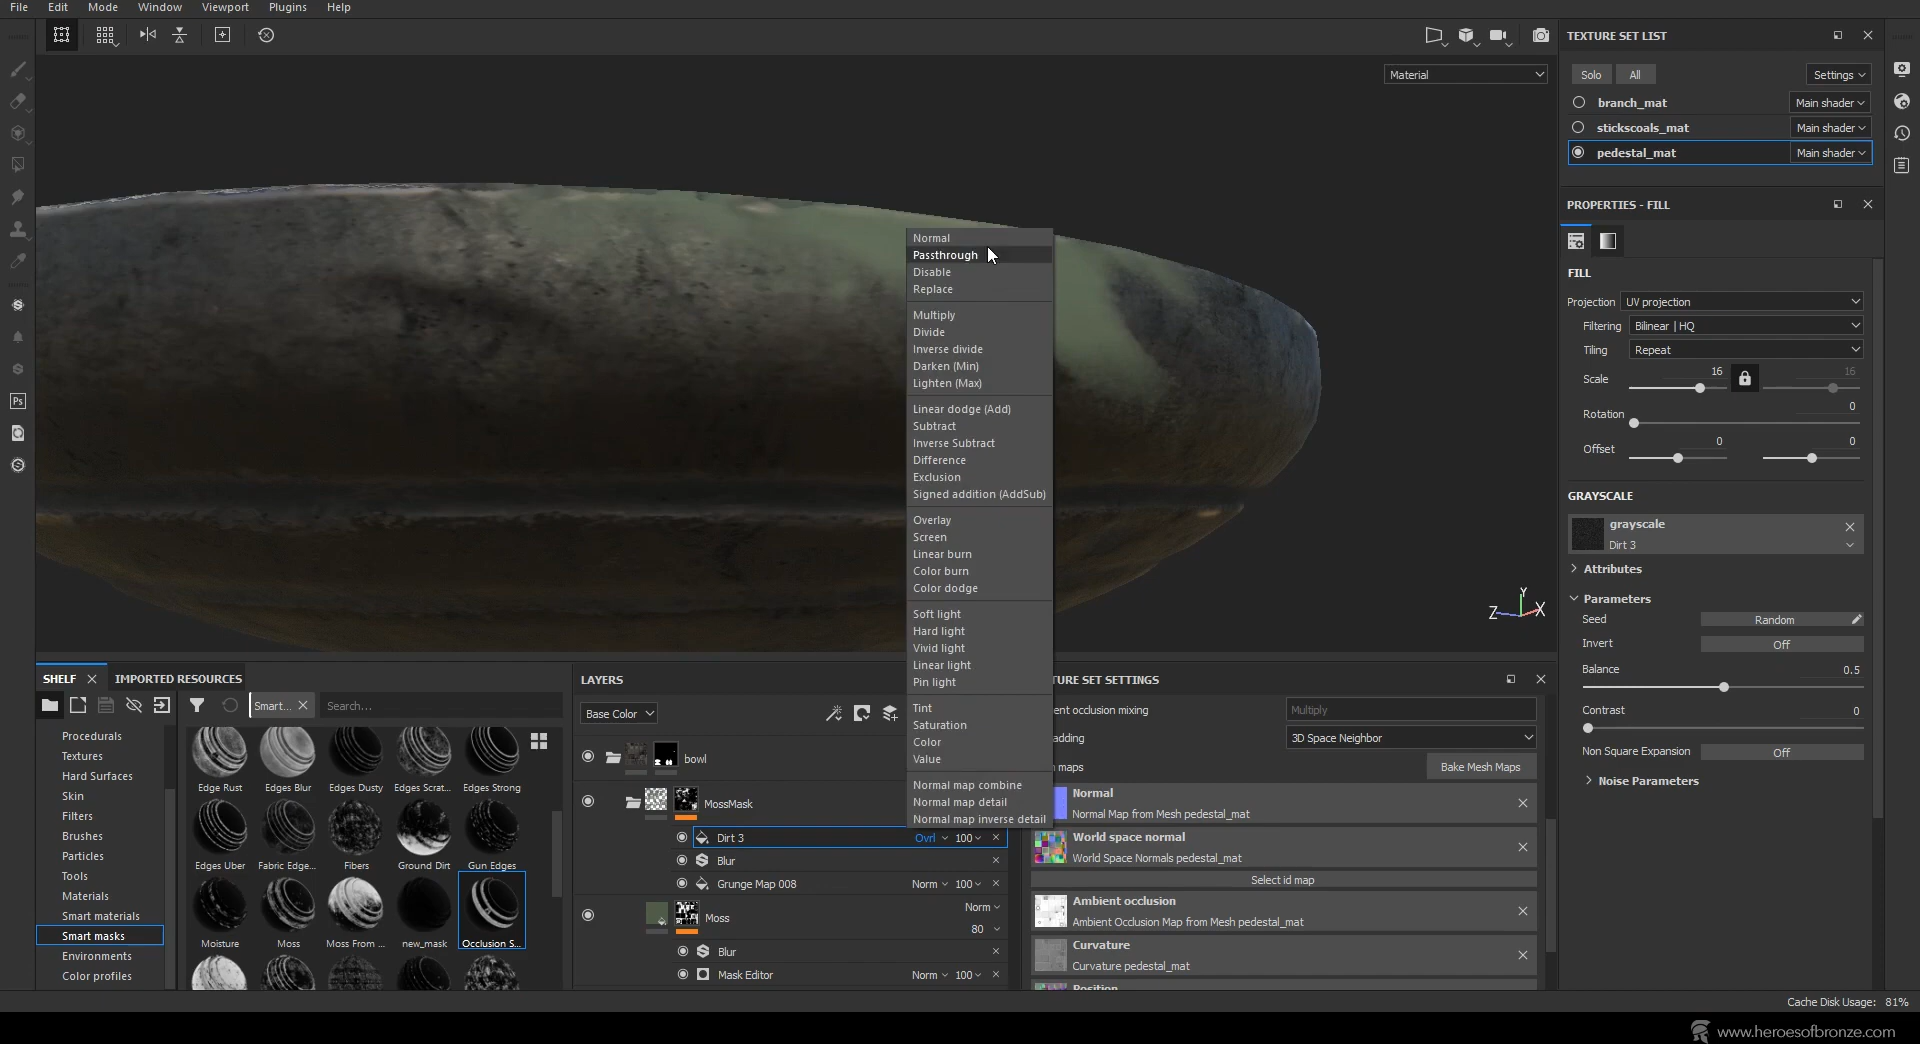 File Edit Mode Window Viewport Plugins Help
Material
TEXTURE SET LIST
Solo All Settings
branch_mat Main shader
stickscoals_mat Main shader
pedestal_mat Main shader
PROPERTIES - FILL
FILL
Projection UV projection
Filtering Bilinear | HQ
Tiling Repeat
Scale 16 16
Rotation 0
Offset 0 0
GRAYSCALE
grayscale
Dirt 3
Attributes
Parameters
Seed Random
Invert Off
Balance 0.5
Contrast 0
Non Square Expansion Off
Noise Parameters
Normal
Passthrough
Disable
Replace
Multiply
Divide
Inverse divide
Darken (Min)
Lighten (Max)
Linear dodge (Add)
Subtract
Inverse Subtract
Difference
Exclusion
Signed addition (AddSub)
Overlay
Screen
Linear burn
Color burn
Color dodge
Soft light
Hard light
Vivid light
Linear light
Pin light
Tint
Saturation
Color
Value
Normal map combine
Normal map detail
Normal map inverse detail
Y
Z X
Ps
SHELF IMPORTED RESOURCES
Smart... Search...
Procedurals
Textures
Hard Surfaces
Skin
Filters
Brushes
Particles
Tools
Materials
Smart materials
Smart masks
Environments
Color profiles
Edge Rust Edges Blur Edges Dusty Edges Scrat... Edges Strong
Edges Uber Fabric Edge... Fibers Ground Dirt Gun Edges
Moisture Moss Moss From ... new_mask Occlusion S...
LAYERS
Base Color
bowl
MossMask
Dirt 3 Ovrl 100
Blur
Grunge Map 008 Norm 100
Moss Norm
80
Blur
Mask Editor Norm 100
TURE SET SETTINGS
ent occlusion mixing Multiply
adding 3D Space Neighbor
maps Bake Mesh Maps
Normal
Normal Map from Mesh pedestal_mat
World space normal
World Space Normals pedestal_mat
Select id map
Ambient occlusion
Ambient Occlusion Map from Mesh pedestal_mat
Curvature
Curvature pedestal_mat
Position
Cache Disk Usage: 81%
www.heroesofbronze.com